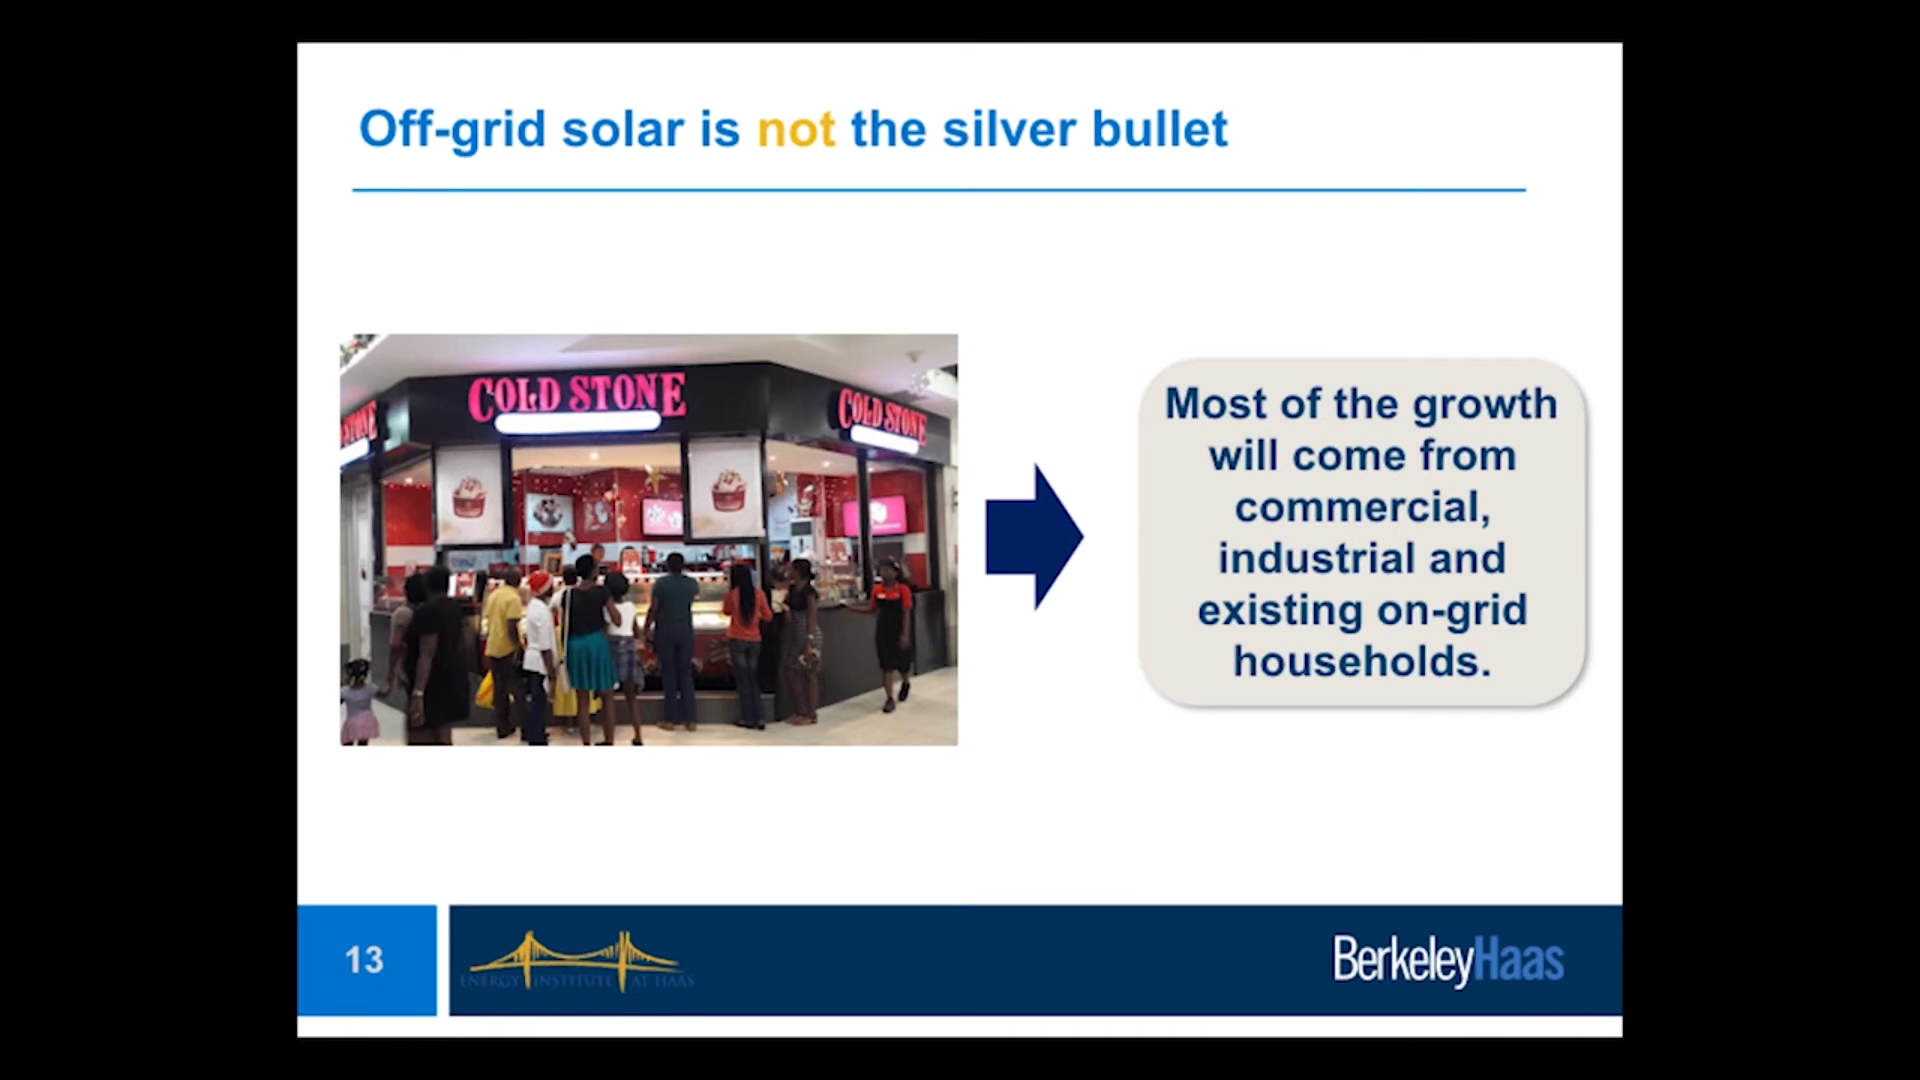 Off-grid solar is not the silver bullet
COLD STONE
COLD STONE
STONE
Most of the growth
will come from
commercial,
industrial and
existing on-grid
households.
13
ENERGY INSTITUTE AT HAAS
BerkeleyHaas